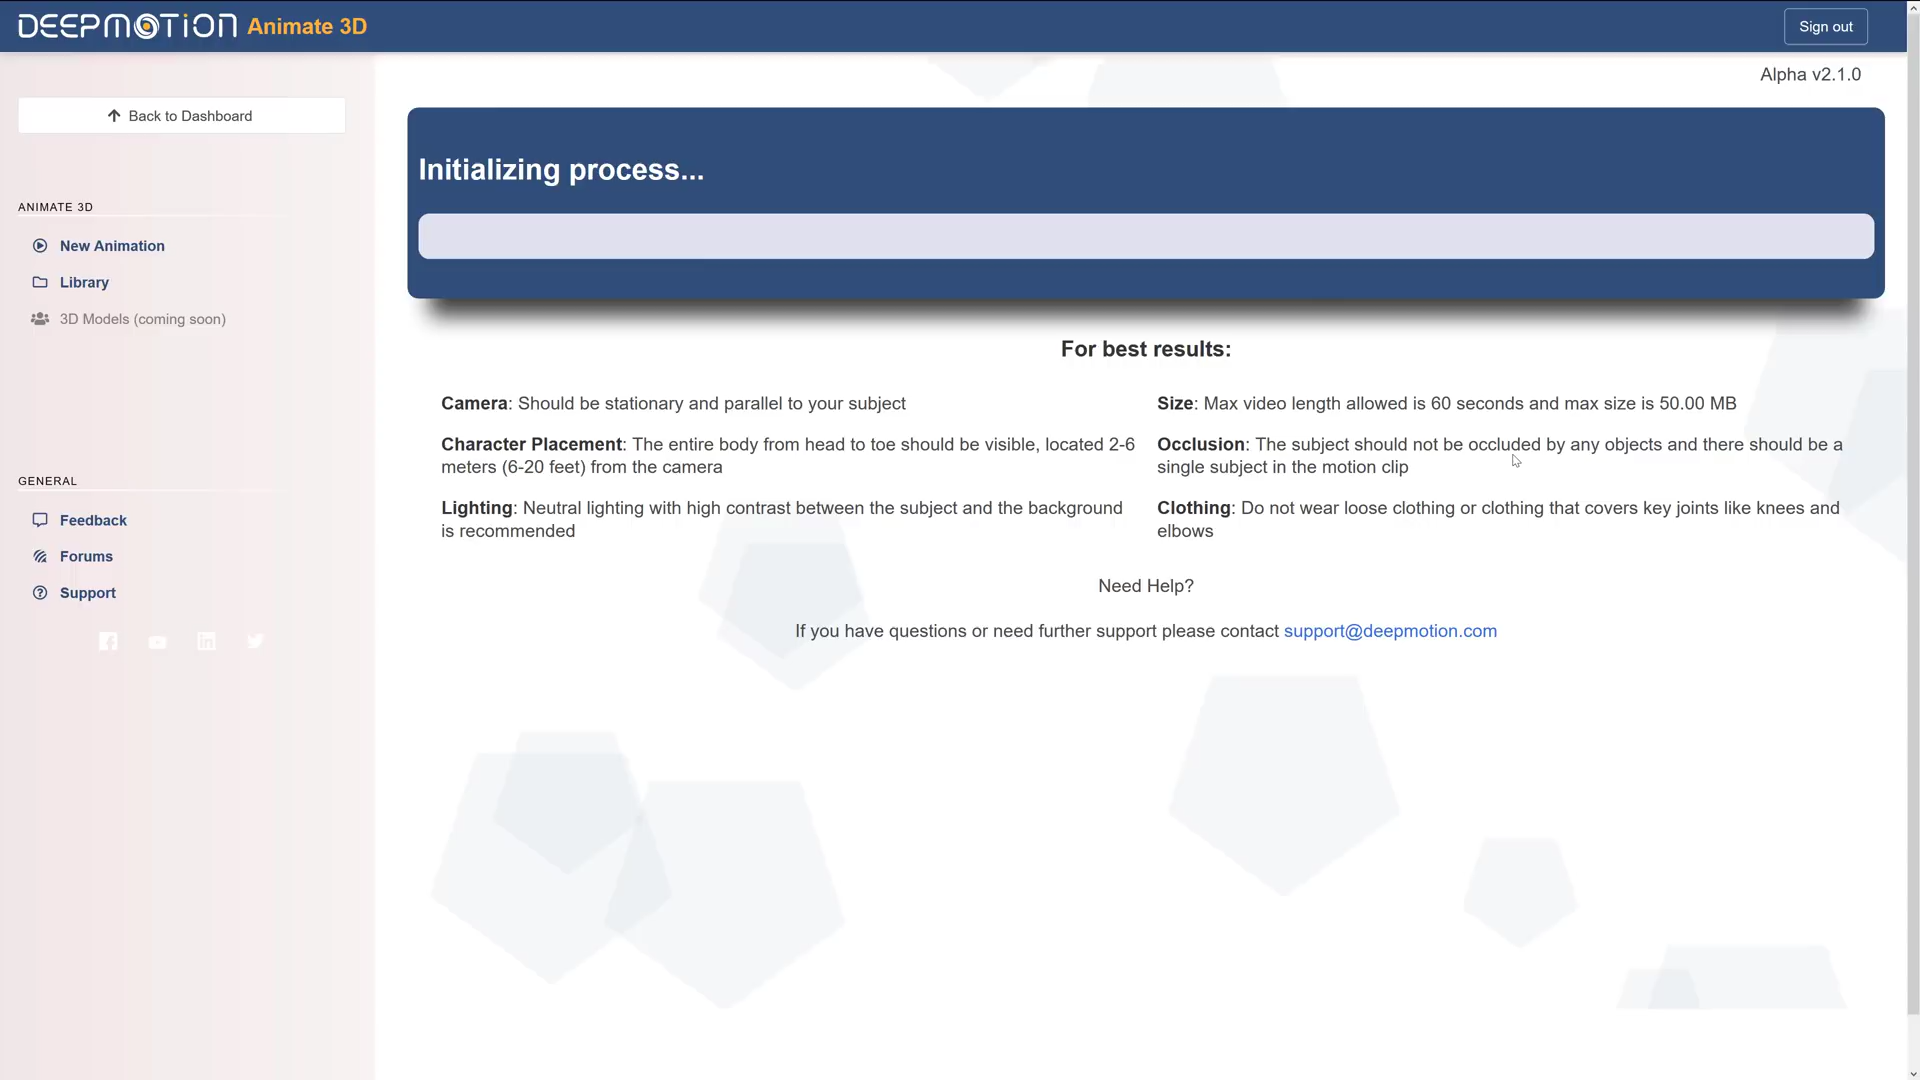 DEEPMOTION Animate 3D
Sign out
Alpha v2.1.0
Back to Dashboard
Initializing process...
ANIMATE 3D
New Animation
Library
3D Models (coming soon)
For best results:
Camera: Should be stationary and parallel to your subject
Character Placement: The entire body from head to toe should be visible, located 2-6
meters (6-20 feet) from the camera
Lighting: Neutral lighting with high contrast between the subject and the background
is recommended
Size: Max video length allowed is 60 seconds and max size is 50.00 MB
Occlusion: The subject should not be occluded by any objects and there should be a
single subject in the motion clip
Clothing: Do not wear loose clothing or clothing that covers key joints like knees and
elbows
GENERAL
Feedback
Forums
Support
Need Help?
If you have questions or need further support please contact support@deepmotion.com